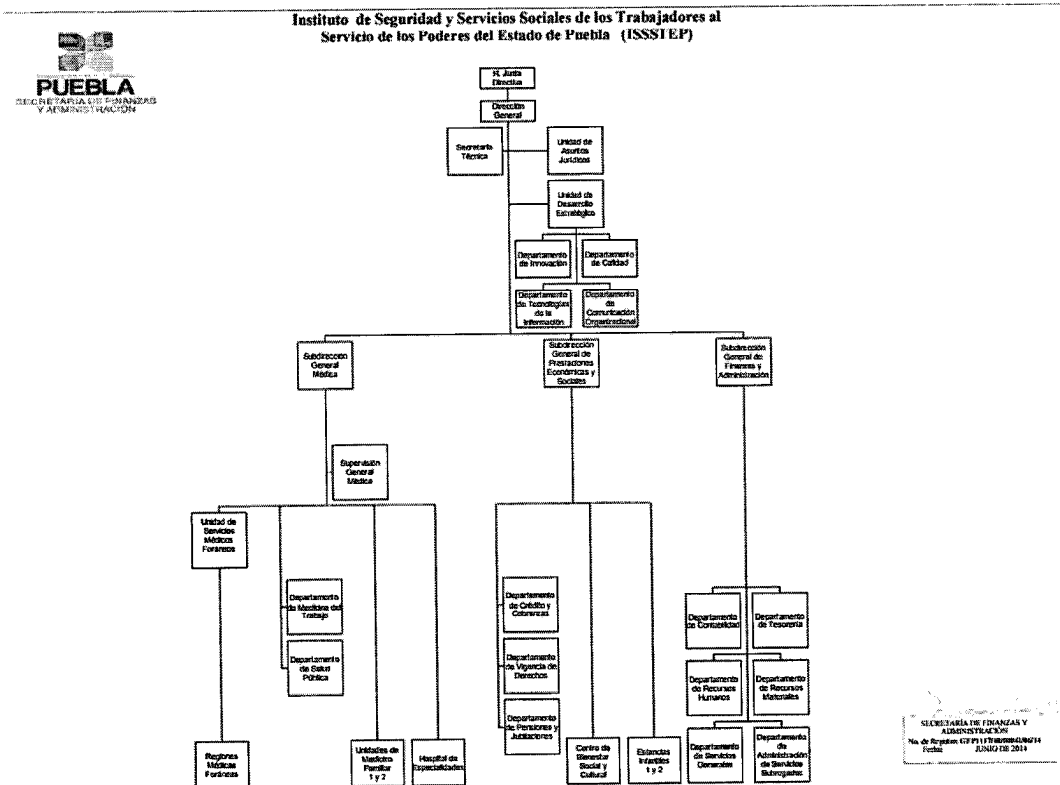 Instituto de Seguridad y Servicios Sociales de los Trabajadores al
Servicio de los Poderes del Estado de Puebla (ISSSTEP)
PUEBLA
SECRETARÍA DE FINANZAS
Y ADMINISTRACIÓN
H. Junta
Directiva
Dirección
General
Secretaría
Técnica
Unidad de
Asuntos
Jurídicos
Unidad de
Desarrollo
Estratégico
Departamento
de Innovación
Departamento
de Calidad
Departamento
de Tecnologías
de la
Información
Departamento
de
Comunicación
Organizacional
Subdirección
General
Médica
Subdirección
General de
Prestaciones
Económicas y
Sociales
Subdirección
General de
Finanzas y
Administración
Supervisión
General
Médica
Unidad de
Servicios
Médicos
Foráneos
Departamento
de Medicina del
Trabajo
Departamento
de Salud
Pública
Departamento
de Crédito y
Cobranzas
Departamento
de Vigencia de
Derechos
Departamento
de Pensiones y
Jubilaciones
Departamento
de Contabilidad
Departamento
de Tesorería
Departamento
de Recursos
Humanos
Departamento
de Recursos
Materiales
Regiones
Médicas
Foráneas
Unidades de
Medicina
Familiar
1 y 2
Hospital de
Especialidades
Centro de
Bienestar
Social y
Cultural
Estancias
Infantiles
1 y 2
Departamento
de Servicios
Generales
Departamento
de
Administración
de Servicios
Subrogados
SECRETARÍA DE FINANZAS Y
ADMINISTRACIÓN
No. de Registro:
Fecha JUNIO DE 2014